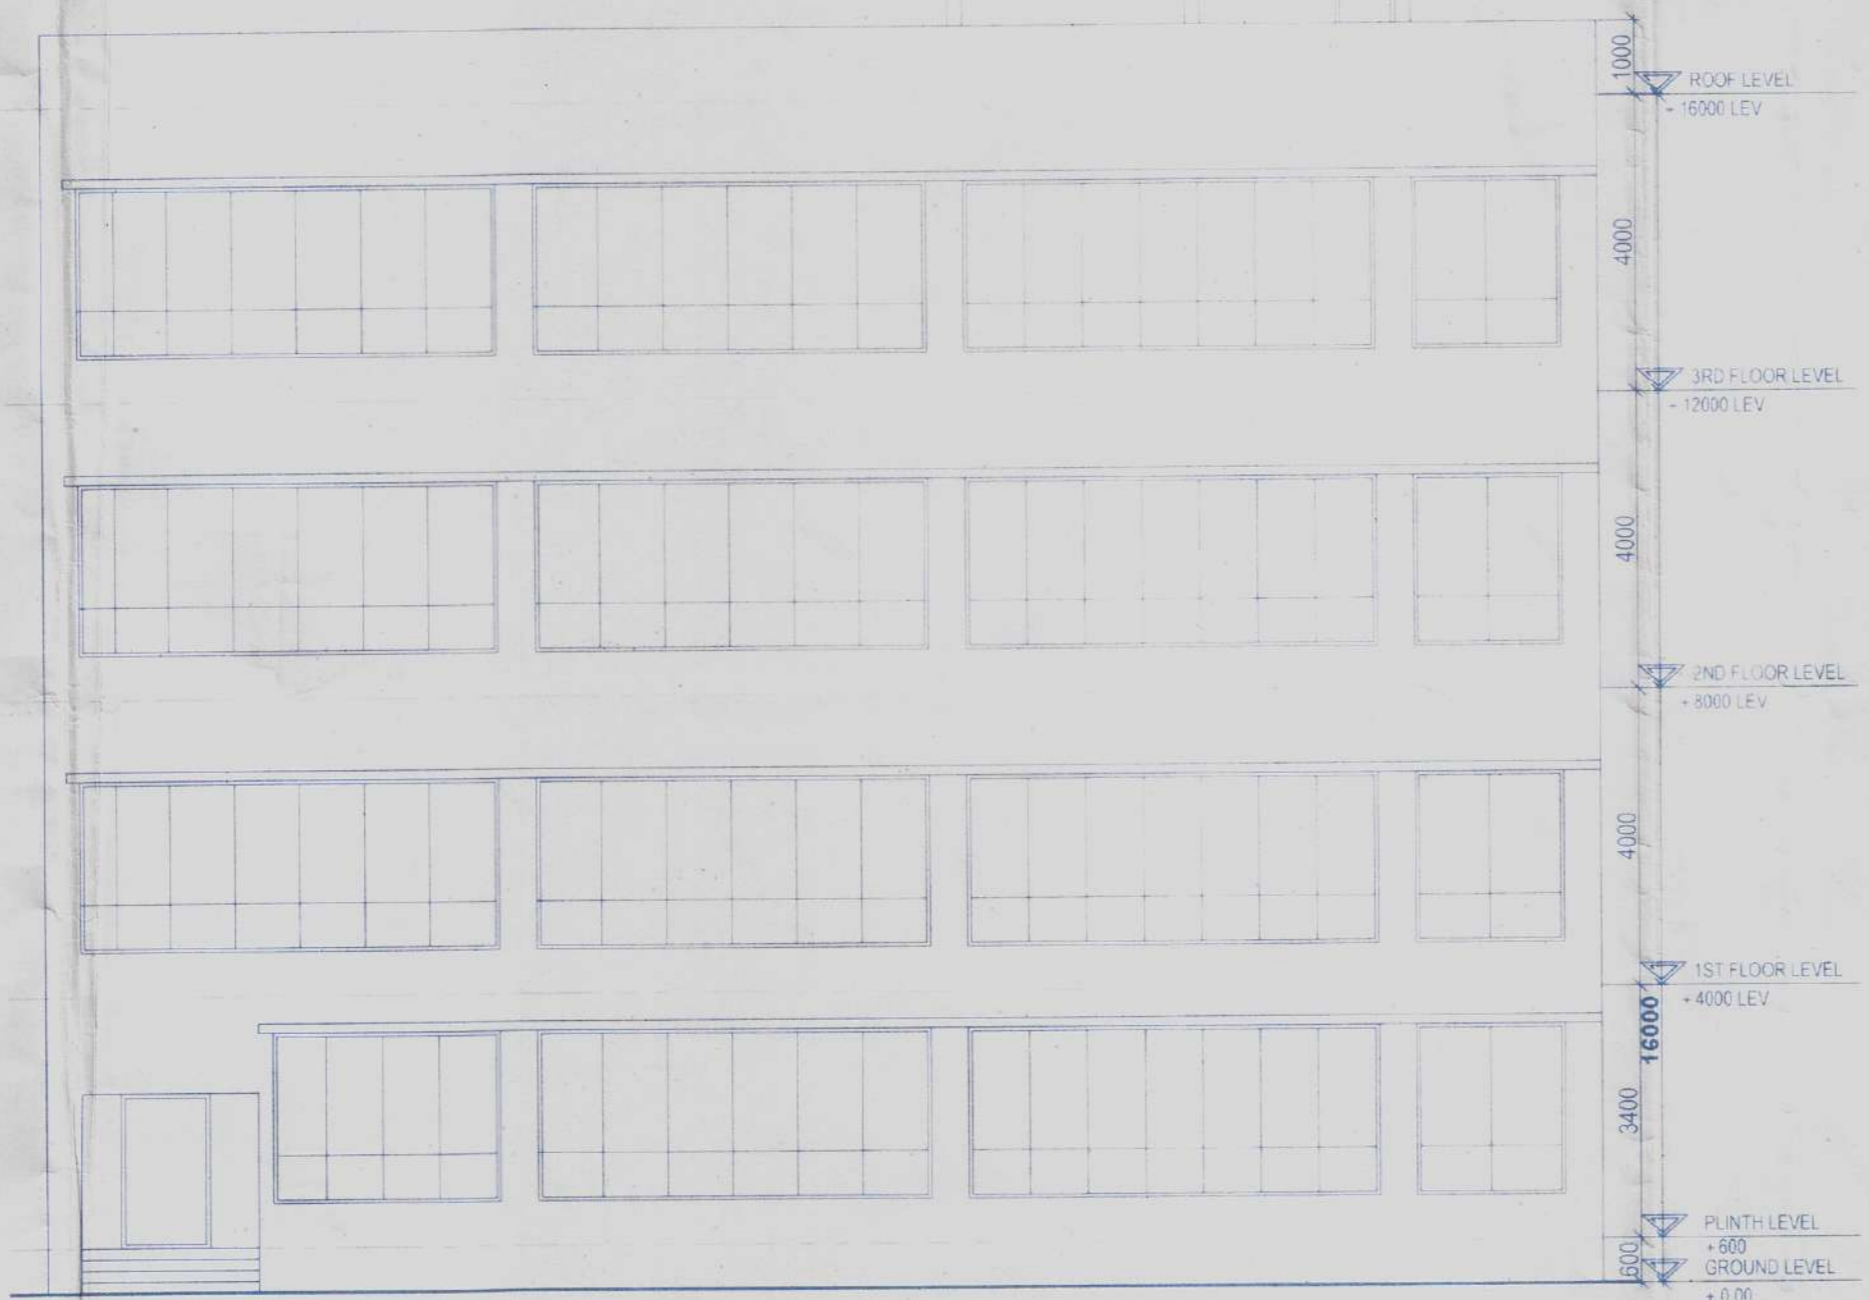 1000
ROOF LEVEL
- 16000 LEV
4000
3RD FLOOR LEVEL
- 12000 LEV
4000
2ND FLOOR LEVEL
+ 8000 LEV
4000
1ST FLOOR LEVEL
+ 4000 LEV
16000
3400
PLINTH LEVEL
+ 600
600
GROUND LEVEL
+ 0.00